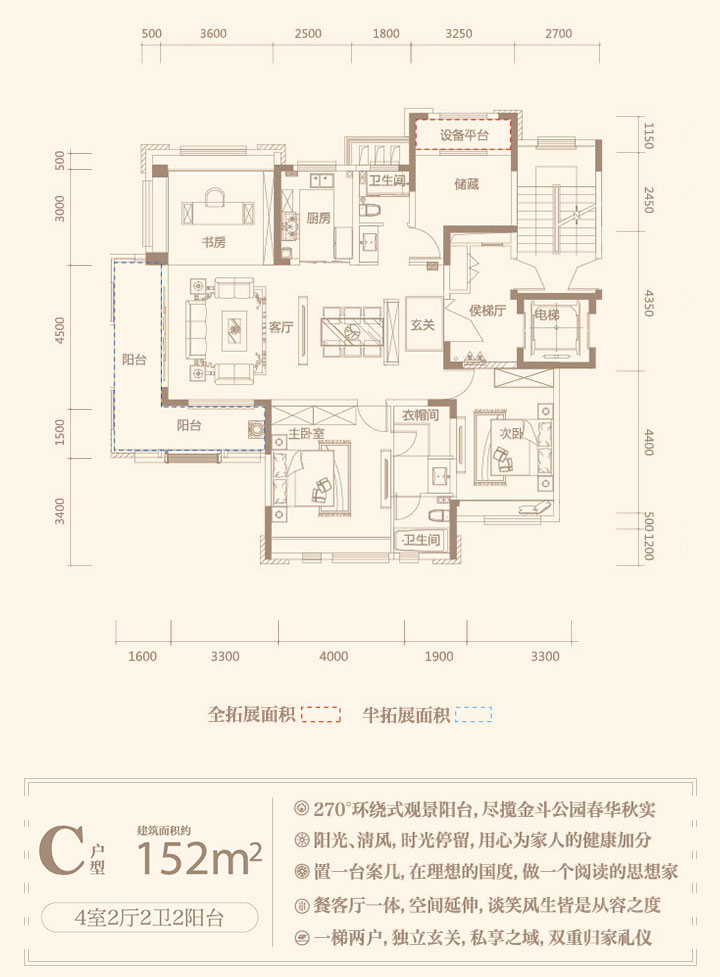 500 3600 2500 1800 3250 2700
500
3000
4500
1500
3400
1150
2450
4350
4400
500
1200
设备平台
卫生间
储藏
厨房
书房
客厅
玄关
侯梯厅
电梯
阳台
阳台
主卧室
衣帽间
次卧
卫生间
1600 3300 4000 1900 3300
全拓展面积 半拓展面积
C户型
建筑面积约
152m²
4室2厅2卫2阳台
270°环绕式观景阳台, 尽揽金斗公园春华秋实
阳光、清风, 时光停留, 用心为家人的健康加分
置一台案几, 在理想的国度, 做一个阅读的思想家
餐客厅一体, 空间延伸, 谈笑风生皆是从容之度
一梯两户, 独立玄关, 私享之域, 双重归家礼仪